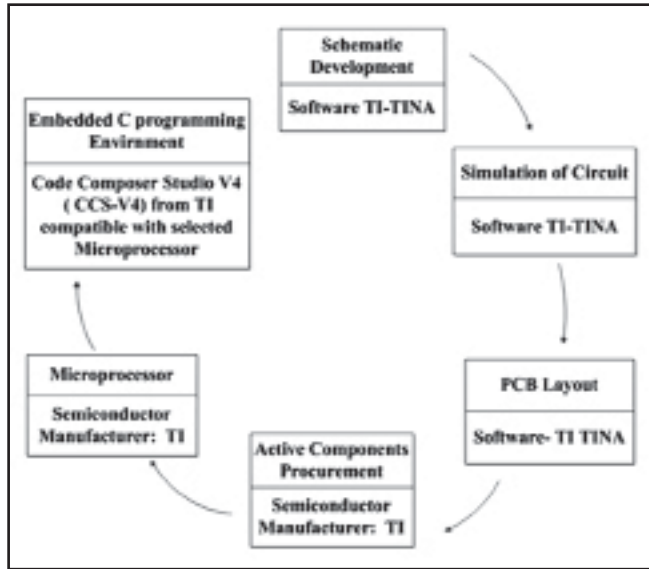 Schematic
Development
Software TI-TINA
Simulation of Circuit
Software TI-TINA
PCB Layout
Software- TI TINA
Active Components
Procurement
Semiconductor
Manufacturer: TI
Microprocessor
Semiconductor
Manufacturer: TI
Embedded C programming
Envirnment
Code Composer Studio V4
( CCS-V4) from TI
compatible with selected
Microprocessor